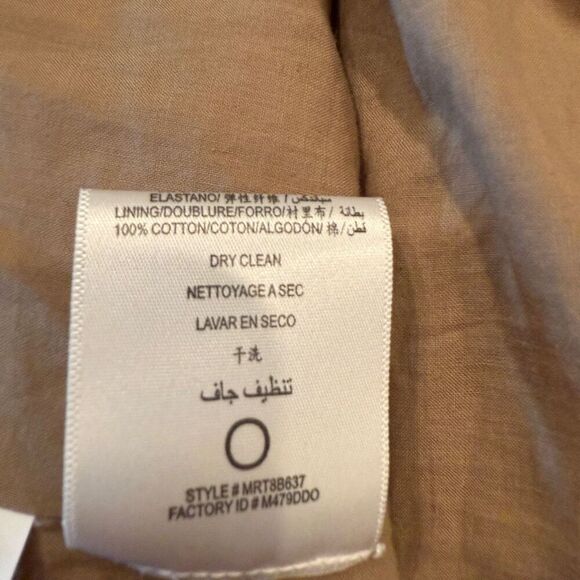 ELASTANO/ 弹性纤维 / سباندكس
LINING/DOUBLURE/FORRO/衬里布/ بطانة /
100% COTTON/COTON/ALGODÓN/ 棉/ قطن/
DRY CLEAN
NETTOYAGE A SEC
LAVAR EN SECO
干洗
تنظيف جاف
STYLE # MRT8B637
FACTORY ID # M479DDO